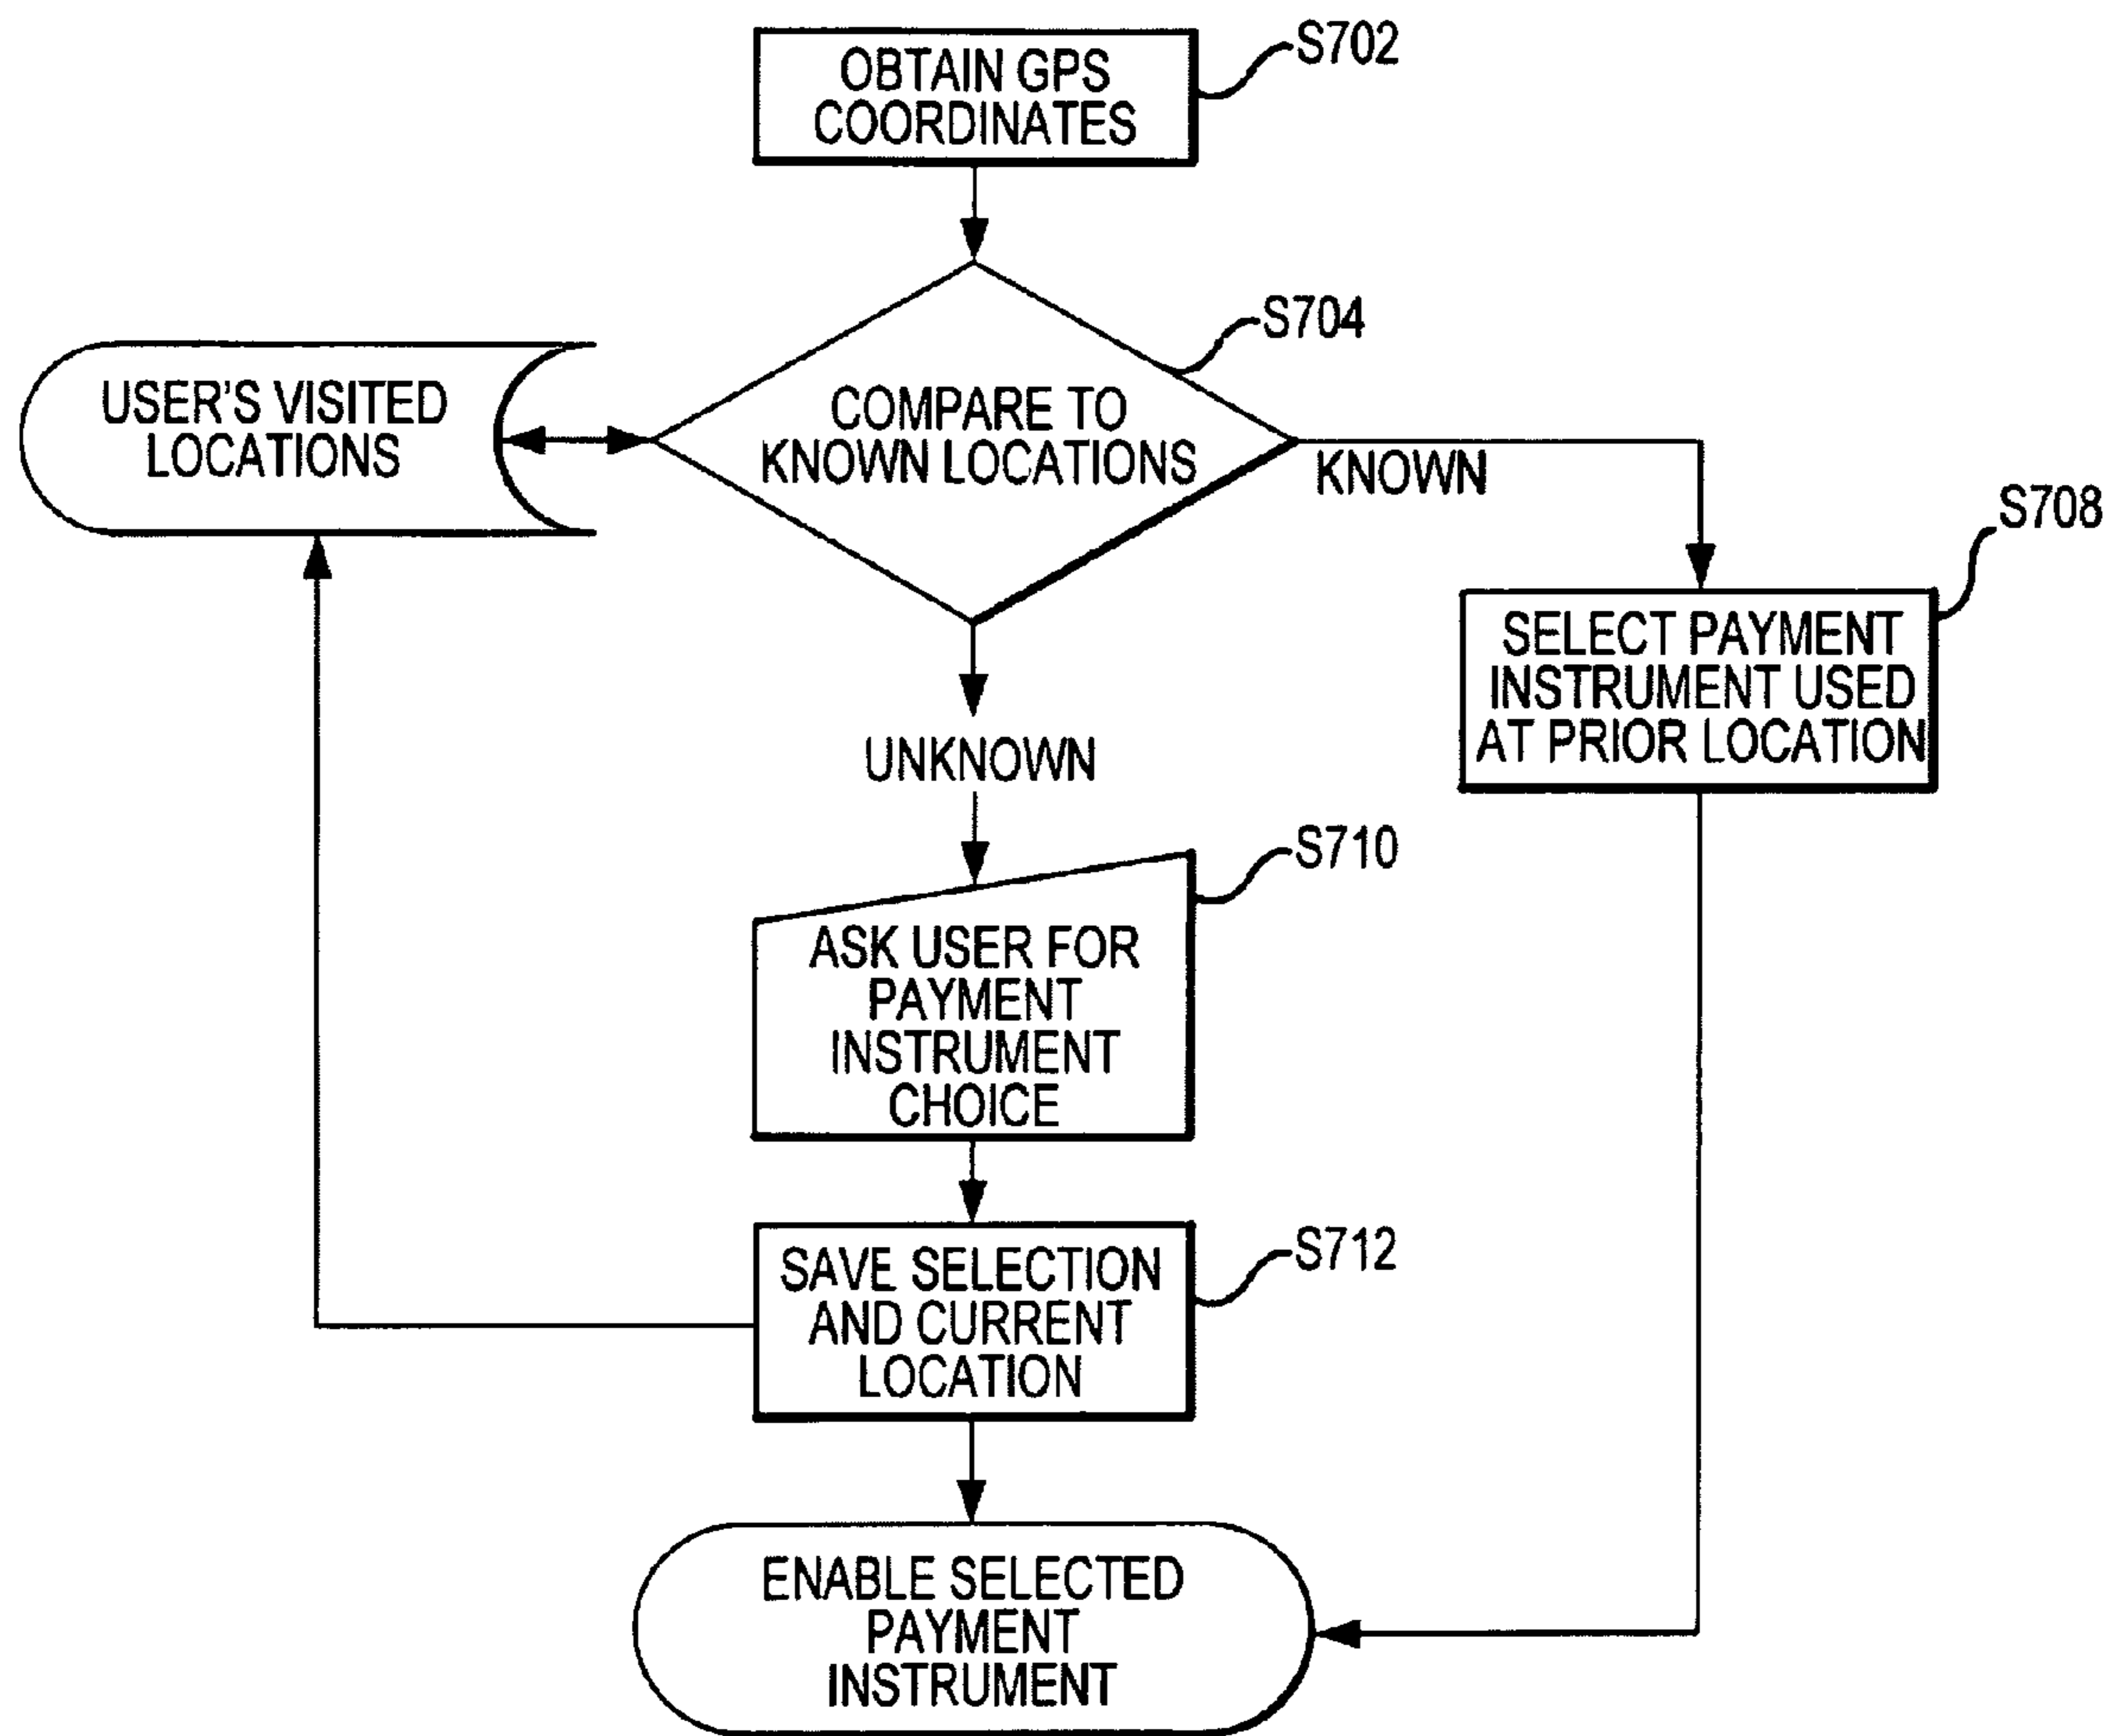 OBTAIN GPS
COORDINATES
S702
S704
COMPARE TO
KNOWN LOCATIONS
USER'S VISITED
LOCATIONS
KNOWN
S708
SELECT PAYMENT
INSTRUMENT USED
AT PRIOR LOCATION
UNKNOWN
S710
ASK USER FOR
PAYMENT
INSTRUMENT
CHOICE
S712
SAVE SELECTION
AND CURRENT
LOCATION
ENABLE SELECTED
PAYMENT
INSTRUMENT